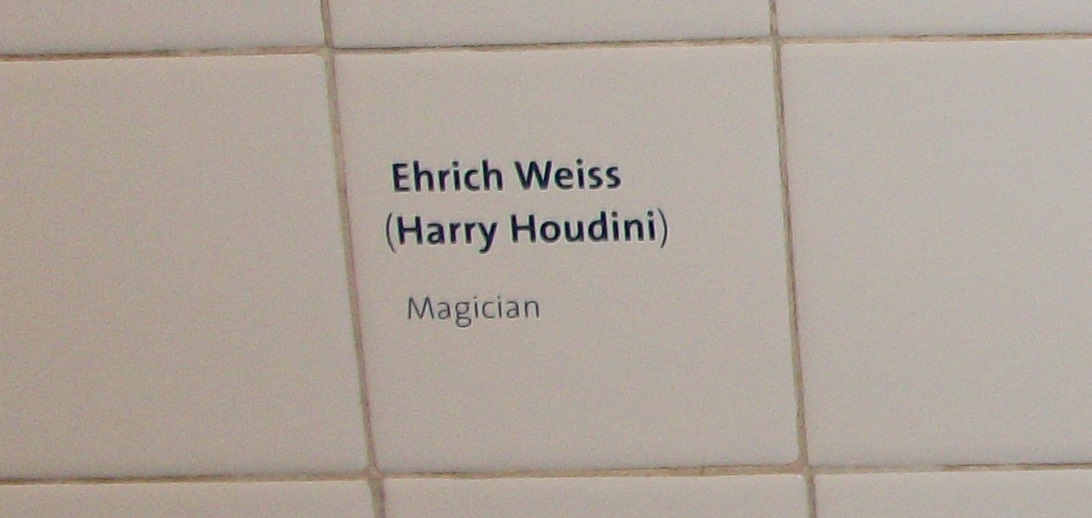 Ehrich Weiss
(Harry Houdini)
Magician